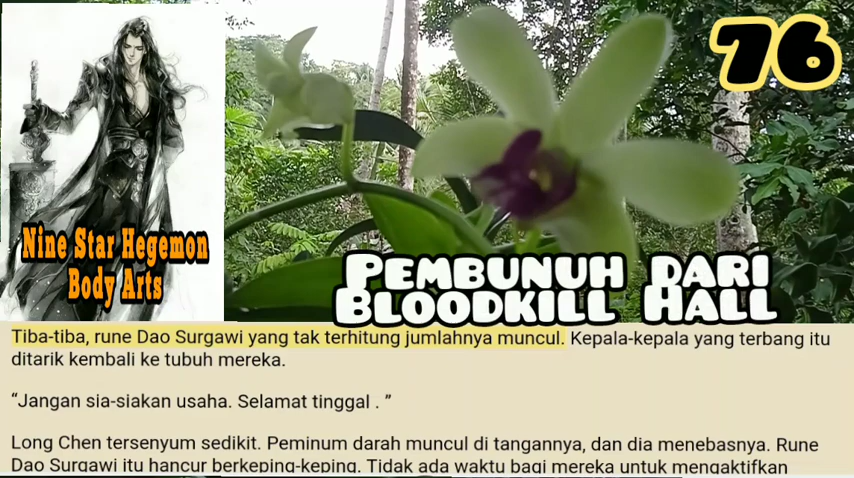 76
Nine Star Hegemon
Body Arts
Pembunuh dari
Bloodkill Hall
Tiba-tiba, rune Dao Surgawi yang tak terhitung jumlahnya muncul. Kepala-kepala yang terbang itu
ditarik kembali ke tubuh mereka.
“Jangan sia-siakan usaha. Selamat tinggal . ”
Long Chen tersenyum sedikit. Peminum darah muncul di tangannya, dan dia menebasnya. Rune
Dao Surgawi itu hancur berkeping-keping. Tidak ada waktu bagi mereka untuk mengaktifkan